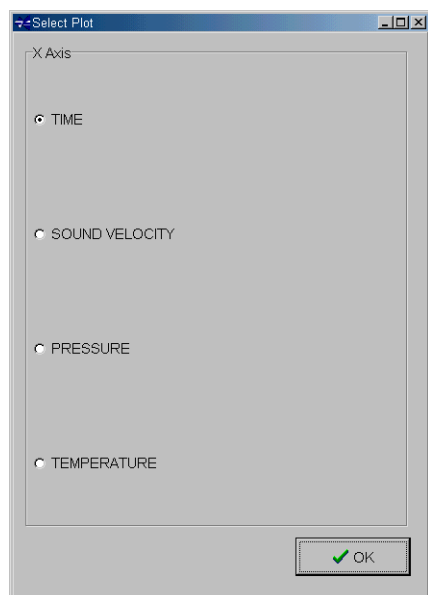 Select Plot
X Axis
TIME
SOUND VELOCITY
PRESSURE
TEMPERATURE
OK